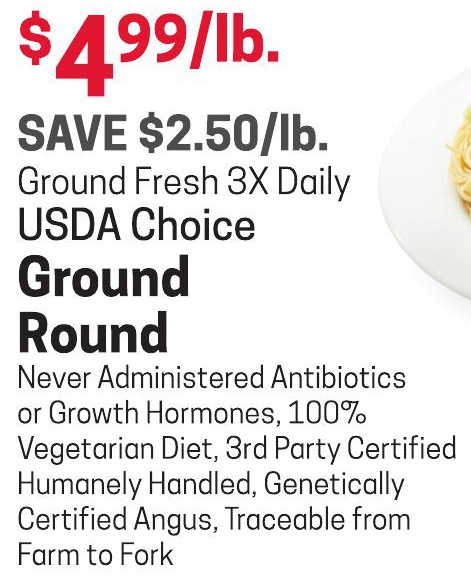 $4.99/lb.
SAVE $2.50/lb.
Ground Fresh 3X Daily
USDA Choice
Ground
Round
Never Administered Antibiotics
or Growth Hormones, 100%
Vegetarian Diet, 3rd Party Certified
Humanely Handled, Genetically
Certified Angus, Traceable from
Farm to Fork